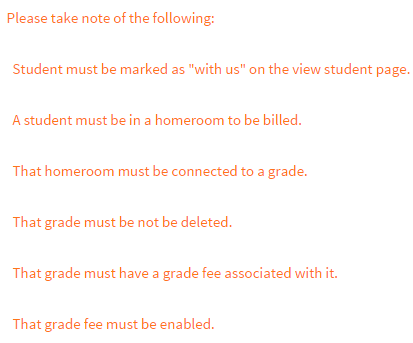 Please take note of the following:
Student must be marked as "with us" on the view student page.
A student must be in a homeroom to be billed.
That homeroom must be connected to a grade.
That grade must be not be deleted.
That grade must have a grade fee associated with it.
That grade fee must be enabled.